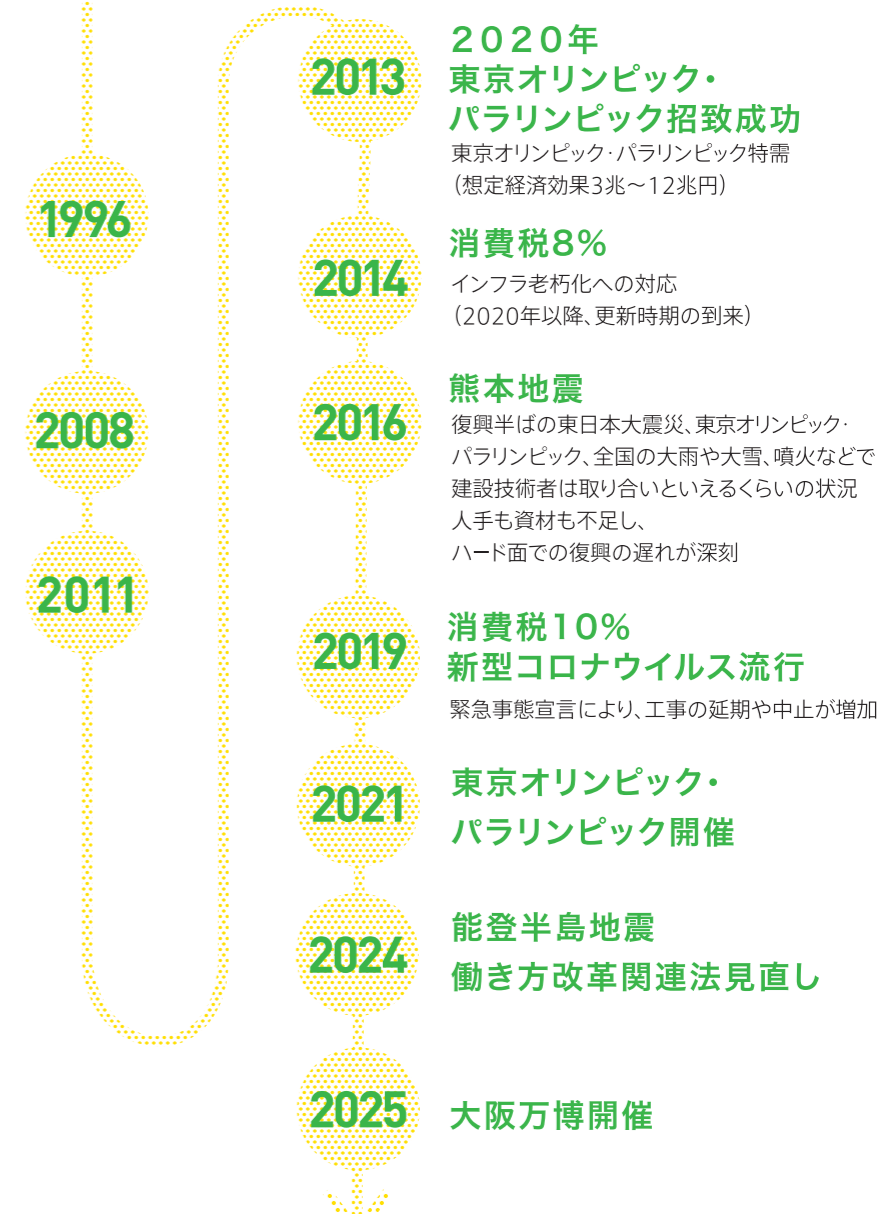 1996
2008
2011
2013
２０２０年
東京オリンピック・
パラリンピック招致成功
東京オリンピック・パラリンピック特需
（想定経済効果3兆～12兆円）
2014
消費税8%
インフラ老朽化への対応
（2020年以降、更新時期の到来）
2016
熊本地震
復興半ばの東日本大震災、東京オリンピック・
パラリンピック、全国の大雨や大雪、噴火などで
建設技術者は取り合いといえるくらいの状況
人手も資材も不足し、
ハード面での復興の遅れが深刻
2019
消費税10%
新型コロナウイルス流行
緊急事態宣言により、工事の延期や中止が増加
2021
東京オリンピック・
パラリンピック開催
2024
能登半島地震
働き方改革関連法見直し
2025
大阪万博開催